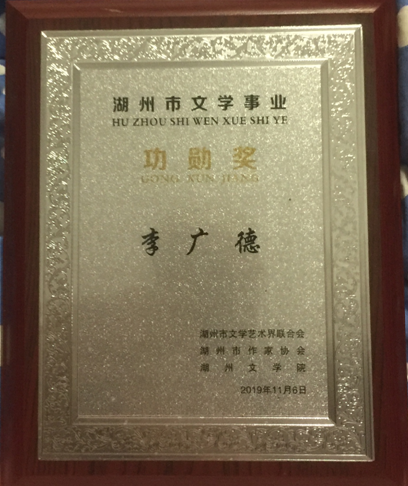 湖州市文学事业
HU ZHOU SHI WEN XUE SHI YE
功勋奖
GONG XUN JIANG
李广德
湖州市文学艺术界联合会
湖州市作家协会
湖州文学院
2019年11月6日